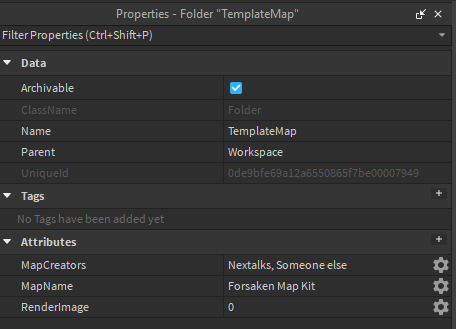 Properties - Folder "TemplateMap"
Filter Properties (Ctrl+Shift+P)
Data
Archivable
ClassName Folder
Name TemplateMap
Parent Workspace
UniqueId 0de9bfe69a12a6550865f7be00007949
Tags +
No Tags have been added yet
Attributes +
MapCreators Nextalks, Someone else
MapName Forsaken Map Kit
RenderImage 0